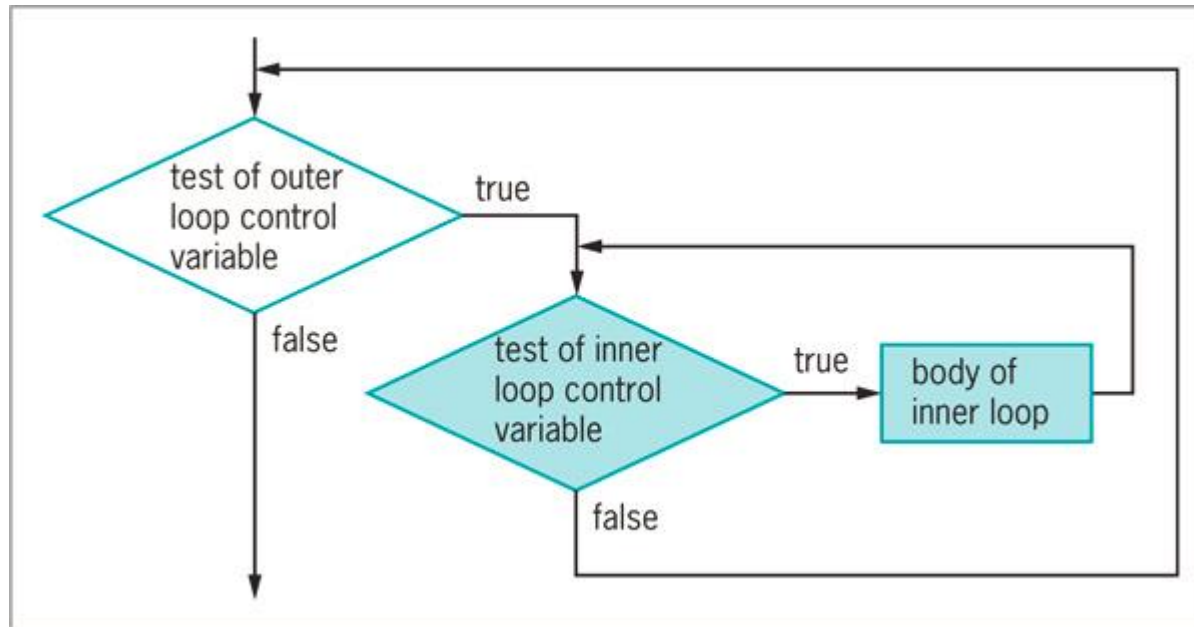 test of outer
loop control
variable
true
false
test of inner
loop control
variable
true
body of
inner loop
false